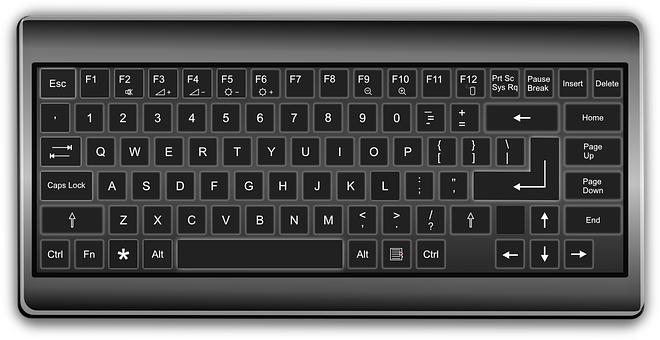 Esc F1 F2 F3 F4 F5 F6 F7 F8 F9 F10 F11 F12 Prt Sc Sys Rq Pause Break Insert Delete
' 1 2 3 4 5 6 7 8 9 0 - = + = ← Home
Q W E R T Y U I O P { [ } ] \ | Page Up
Caps Lock A S D F G H J K L : ; " , Page Down
⇧ Z X C V B N M < , > . / ? ⇧ ↑ End
Ctrl Fn * Alt Alt Ctrl ← ↓ →